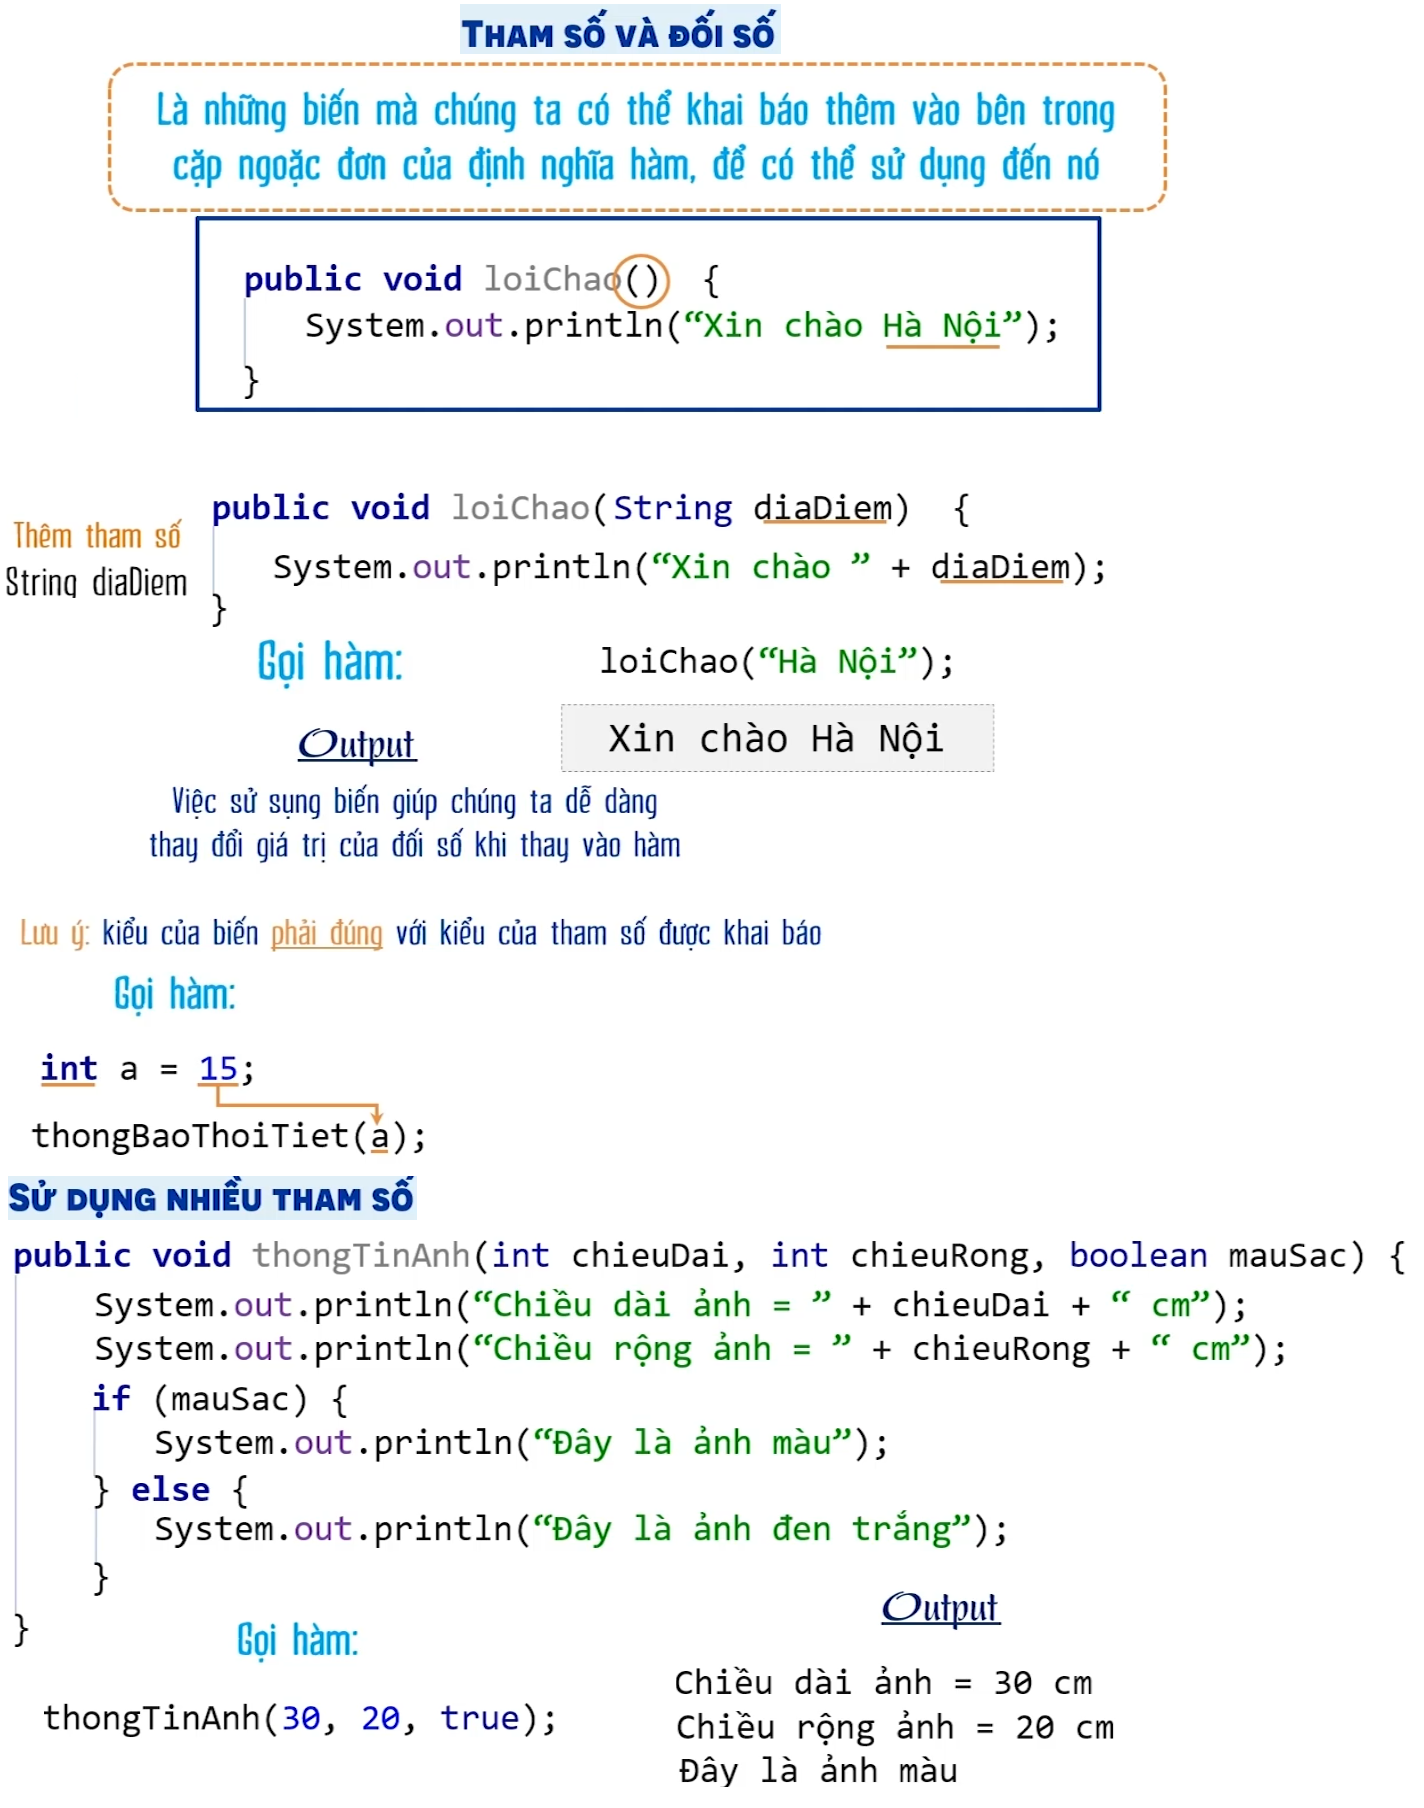 THAM SỐ VÀ ĐỐI SỐ
Là những biến mà chúng ta có thể khai báo thêm vào bên trong
cặp ngoặc đơn của định nghĩa hàm, để có thể sử dụng đến nó
public void loiChao() {
System.out.println(“Xin chào Hà Nội”);
}
public void loiChao(String diaDiem) {
Thêm tham số
String diaDiem
System.out.println(“Xin chào ” + diaDiem);
}
Gọi hàm:
loiChao(“Hà Nội”);
Output
Xin chào Hà Nội
Việc sử sụng biến giúp chúng ta dễ dàng
thay đổi giá trị của đối số khi thay vào hàm
Lưu ý: kiểu của biến phải đúng với kiểu của tham số được khai báo
Gọi hàm:
int a = 15;
thongBaoThoiTiet(a);
SỬ DỤNG NHIỀU THAM SỐ
public void thongTinAnh(int chieuDai, int chieuRong, boolean mauSac) {
System.out.println(“Chiều dài ảnh = ” + chieuDai + “ cm”);
System.out.println(“Chiều rộng ảnh = ” + chieuRong + “ cm”);
if (mauSac) {
System.out.println(“Đây là ảnh màu”);
} else {
System.out.println(“Đây là ảnh đen trắng”);
}
}
Gọi hàm:
thongTinAnh(30, 20, true);
Output
Chiều dài ảnh = 30 cm
Chiều rộng ảnh = 20 cm
Đây là ảnh màu